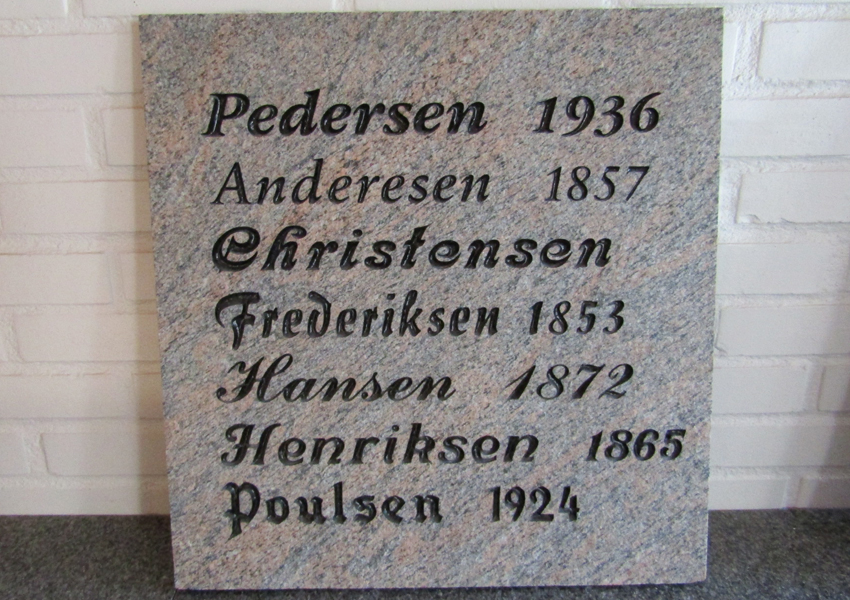 Pedersen 1936
Anderesen 1857
Christensen
Frederiksen 1853
Hansen 1872
Henriksen 1865
Poulsen 1924